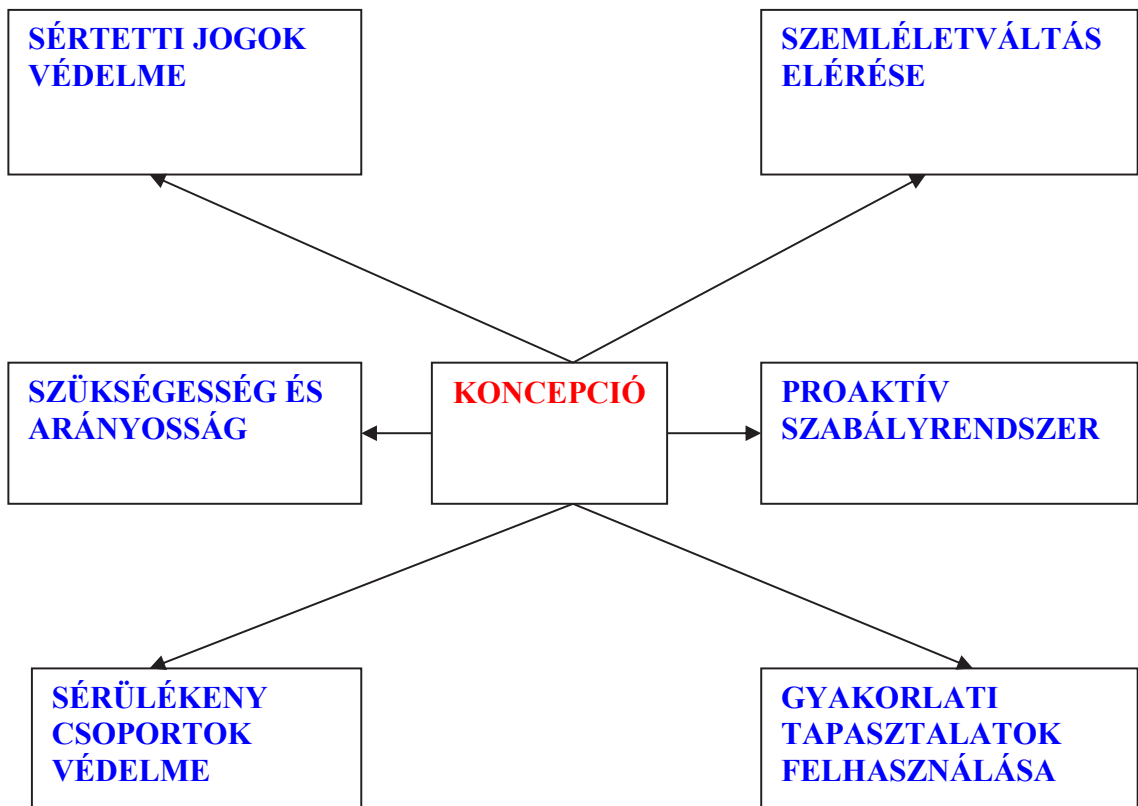 SÉRTETTI JOGOK
VÉDELME
SZEMLÉLETVÁLTÁS
ELÉRÉSE
SZÜKSÉGESSÉG ÉS
ARÁNYOSSÁG
KONCEPCIÓ
PROAKTÍV
SZABÁLYRENDSZER
SÉRÜLÉKENY
CSOPORTOK
VÉDELME
GYAKORLATI
TAPASZTALATOK
FELHASZNÁLÁSA